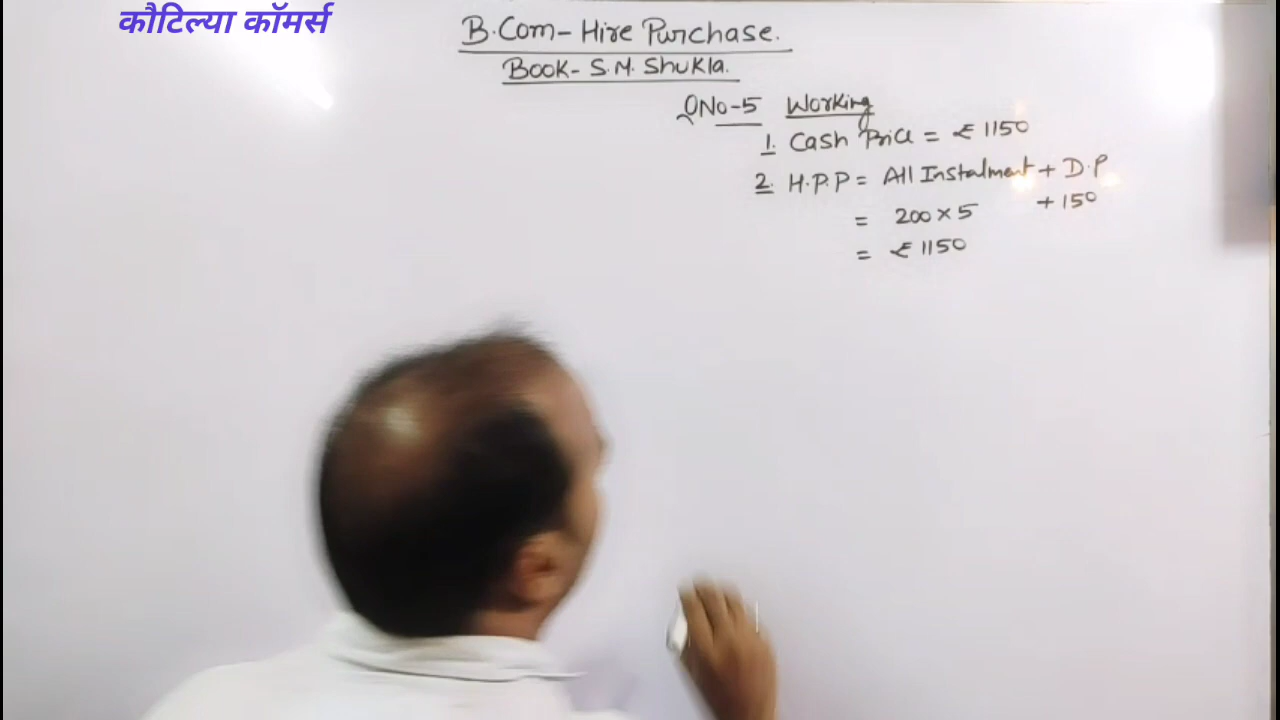 कौटिल्या कॉमर्स
B.Com - Hire Purchase.
Book - S.M. Shukla.
QNo-5 Working
1. Cash Price = ₹ 1150
2. H.P.P = All Instalment + D.P
= 200 × 5 + 150
= ₹ 1150